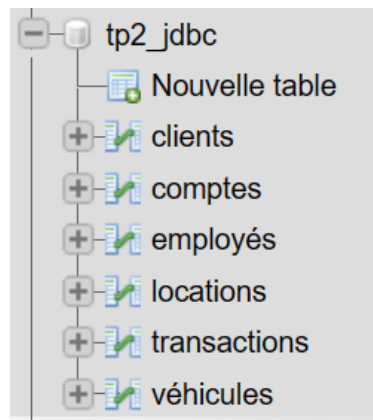 tp2_jdbc
Nouvelle table
clients
comptes
employés
locations
transactions
véhicules